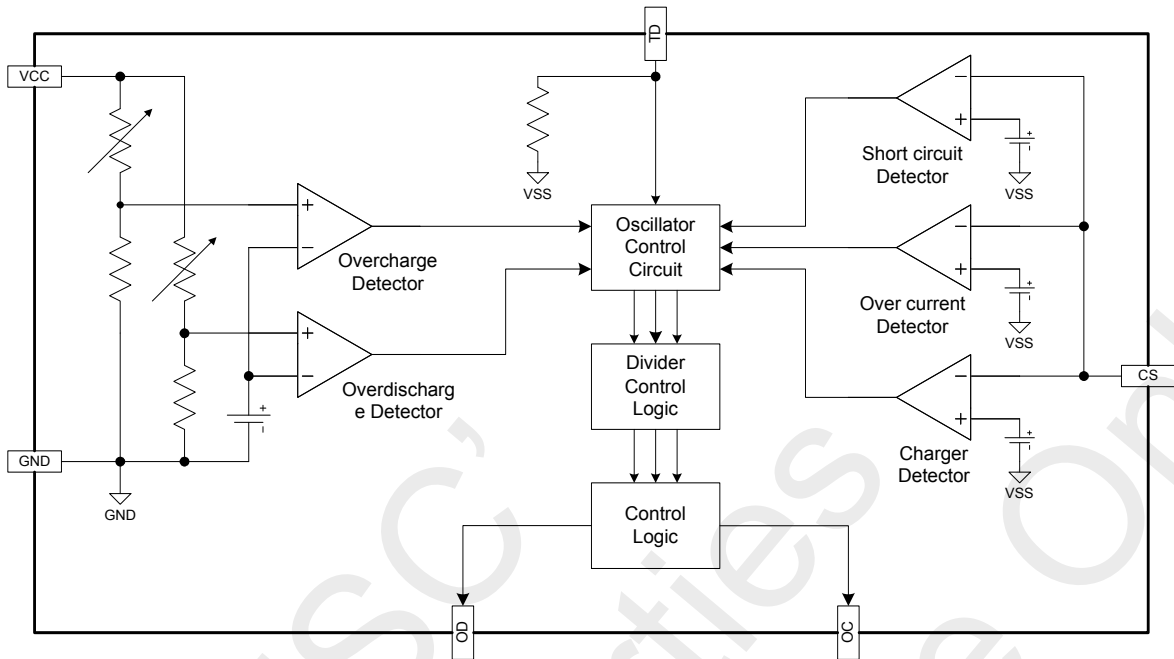 TD
VCC
+
−
Overcharge
Detector
+
−
Overdischarg
e Detector
+
−
GND
GND
VSS
Oscillator
Control
Circuit
Divider
Control
Logic
Control
Logic
−
+
Short circuit
Detector
+
-
VSS
−
+
Over current
Detector
+
-
VSS
−
+
Charger
Detector
+
-
VSS
CS
OD
OC
SC’